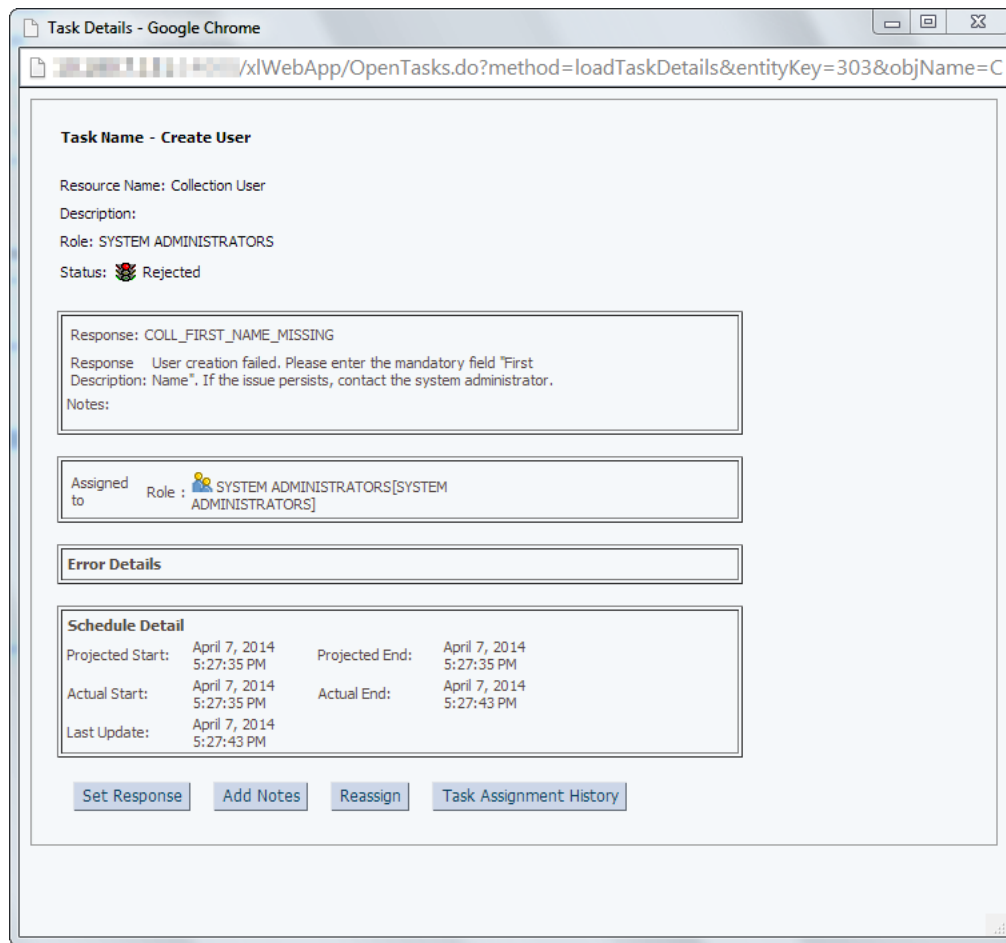 Task Details - Google Chrome
/xlWebApp/OpenTasks.do?method=loadTaskDetails&entityKey=303&objName=C
Task Name - Create User
Resource Name: Collection User
Description:
Role: SYSTEM ADMINISTRATORS
Status: Rejected
Response: COLL_FIRST_NAME_MISSING
Response User creation failed. Please enter the mandatory field "First
Description: Name". If the issue persists, contact the system administrator.
Notes:
Assigned to Role : SYSTEM ADMINISTRATORS[SYSTEM
ADMINISTRATORS]
Error Details
Schedule Detail
Projected Start: April 7, 2014 5:27:35 PM Projected End: April 7, 2014 5:27:35 PM
Actual Start: April 7, 2014 5:27:35 PM Actual End: April 7, 2014 5:27:43 PM
Last Update: April 7, 2014 5:27:43 PM
Set Response Add Notes Reassign Task Assignment History